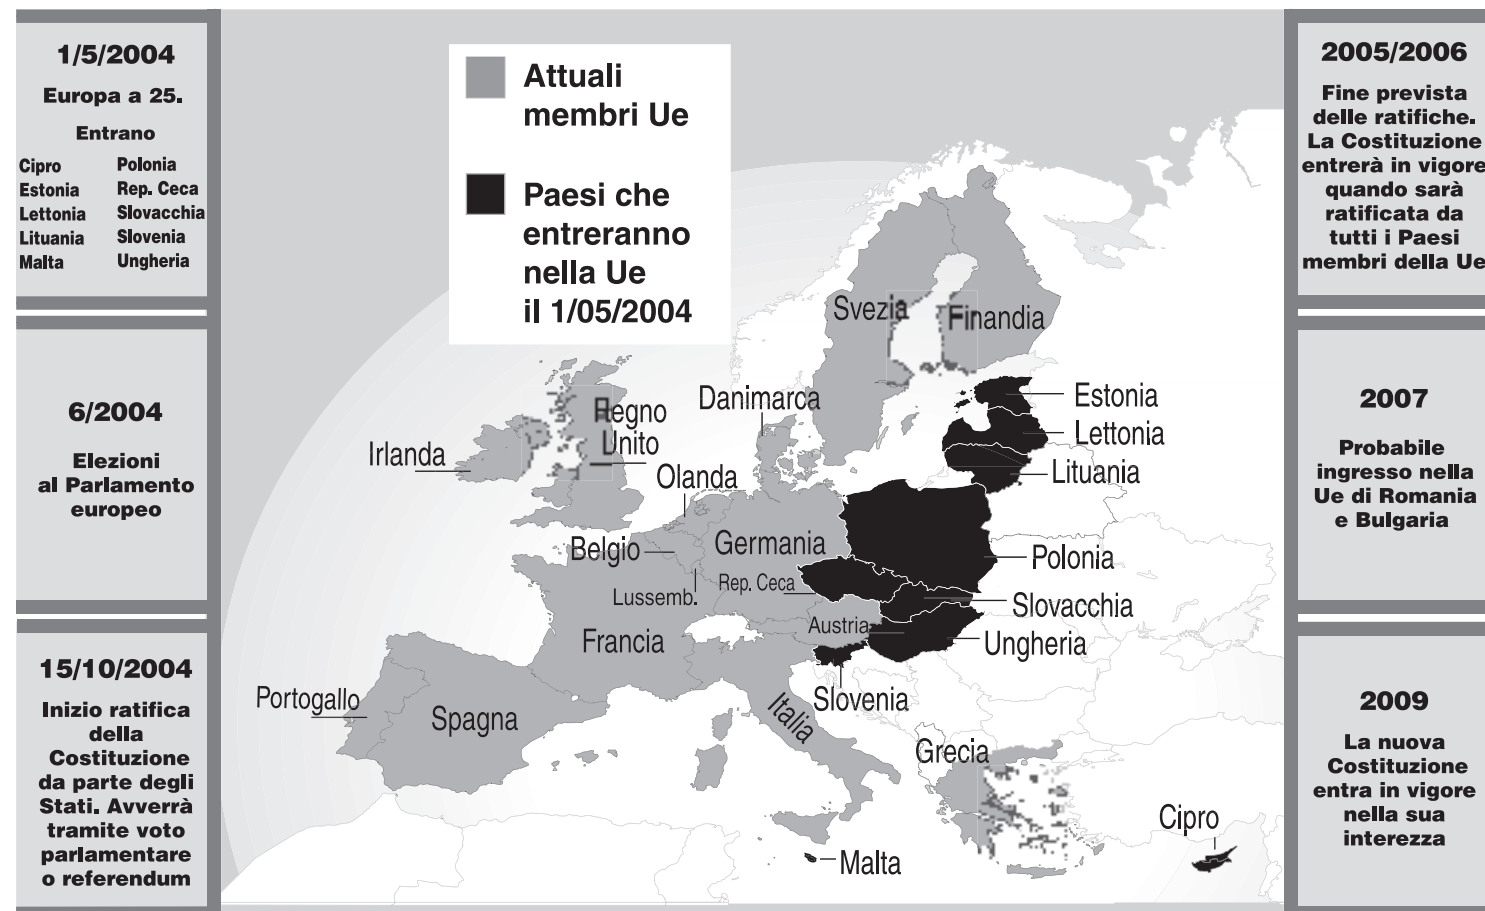 1/5/2004
Europa a 25.
Entrano
Cipro
Estonia
Lettonia
Lituania
Malta
Polonia
Rep. Ceca
Slovacchia
Slovenia
Ungheria
6/2004
Elezioni
al Parlamento
europeo
15/10/2004
Inizio ratifica
della
Costituzione
da parte degli
Stati. Avverrà
tramite voto
parlamentare
o referendum
Attuali
membri Ue
Paesi che
entreranno
nella Ue
il 1/05/2004
Svezia
Finandia
Estonia
Lettonia
Lituania
Danimarca
Regno
Unito
Irlanda
Olanda
Belgio
Germania
Polonia
Rep. Ceca
Lussemb.
Slovacchia
Austria
Francia
Ungheria
Portogallo
Spagna
Slovenia
Italia
Grecia
Cipro
Malta
2005/2006
Fine prevista
delle ratifiche.
La Costituzione
entrerà in vigore
quando sarà
ratificata da
tutti i Paesi
membri della Ue
2007
Probabile
ingresso nella
Ue di Romania
e Bulgaria
2009
La nuova
Costituzione
entra in vigore
nella sua
interezza